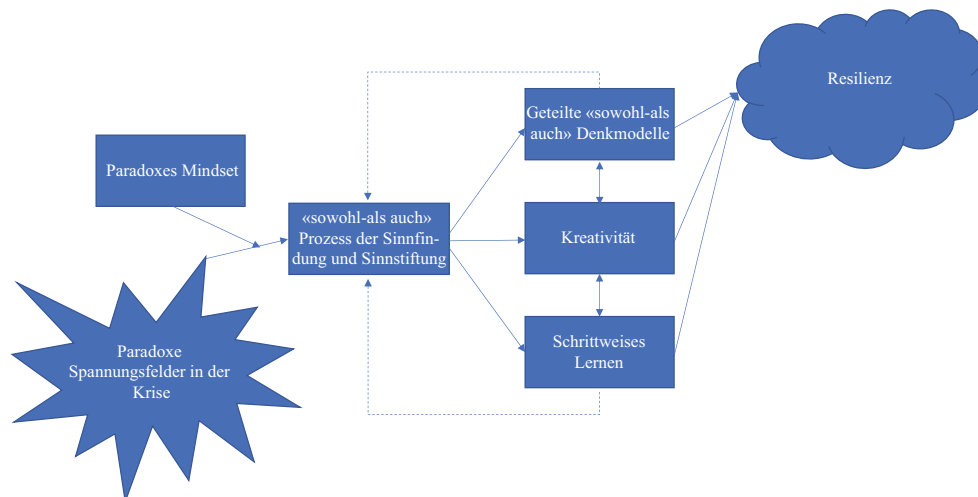 Paradoxes Mindset
Paradoxe
Spannungsfelder in der
Krise
«sowohl-als auch»
Prozess der Sinnfin-
dung und Sinnstiftung
Geteilte «sowohl-als
auch» Denkmodelle
Kreativität
Schrittweises
Lernen
Resilienz